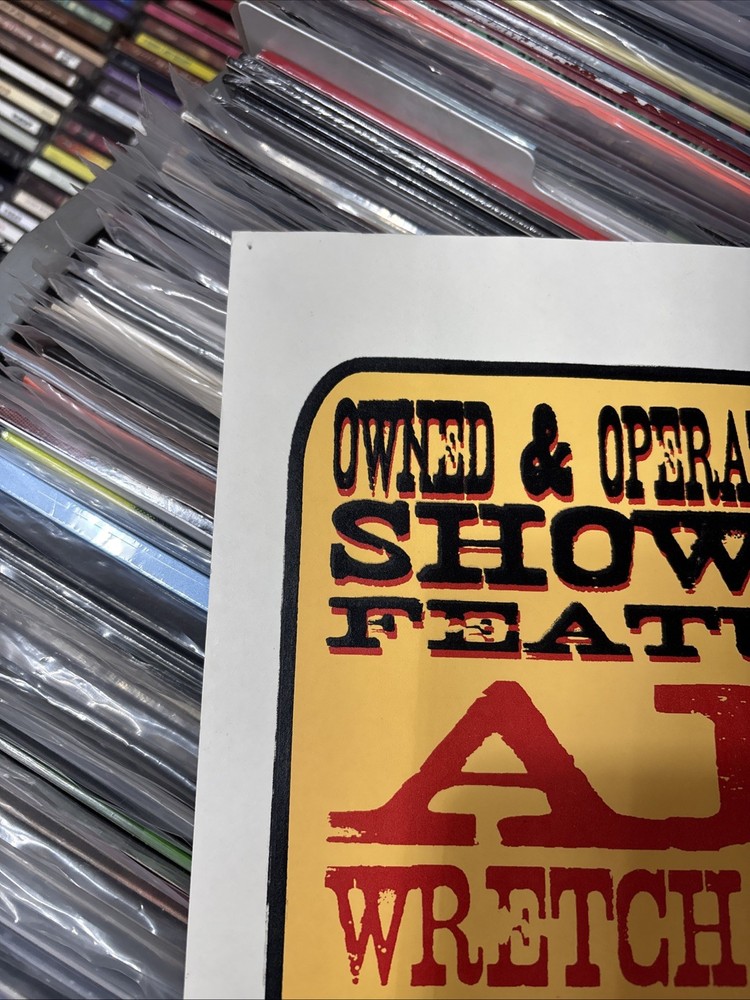 OWNED & OPERA
SHOW
FEATU
AL
WRETCH